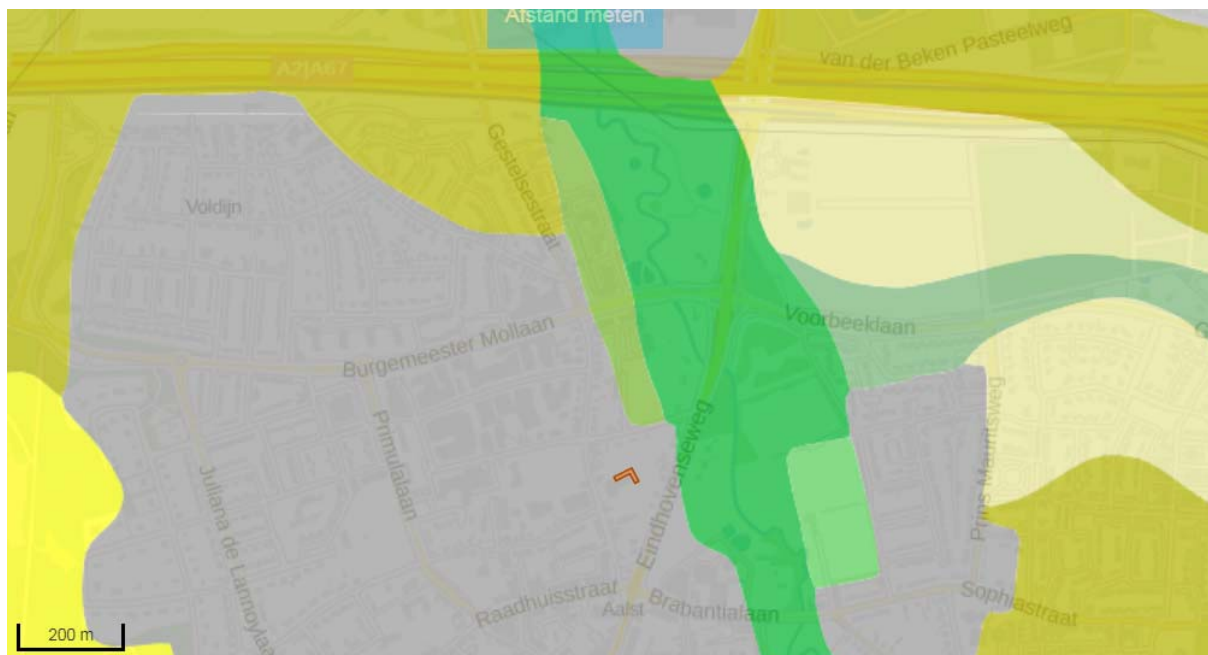 Afstand meten
van der Beken Pasteelweg
A2|A67
Gestelsestraat
Voldijn
Voorbeeklaan
Burgemeester Mollaan
Prins Mauritsweg
Primulalaan
Eindhovenseweg
Juliana de Lannoylaa
Raadhuisstraat
Aalst
Brabantialaan
Sophiastraat
200 m